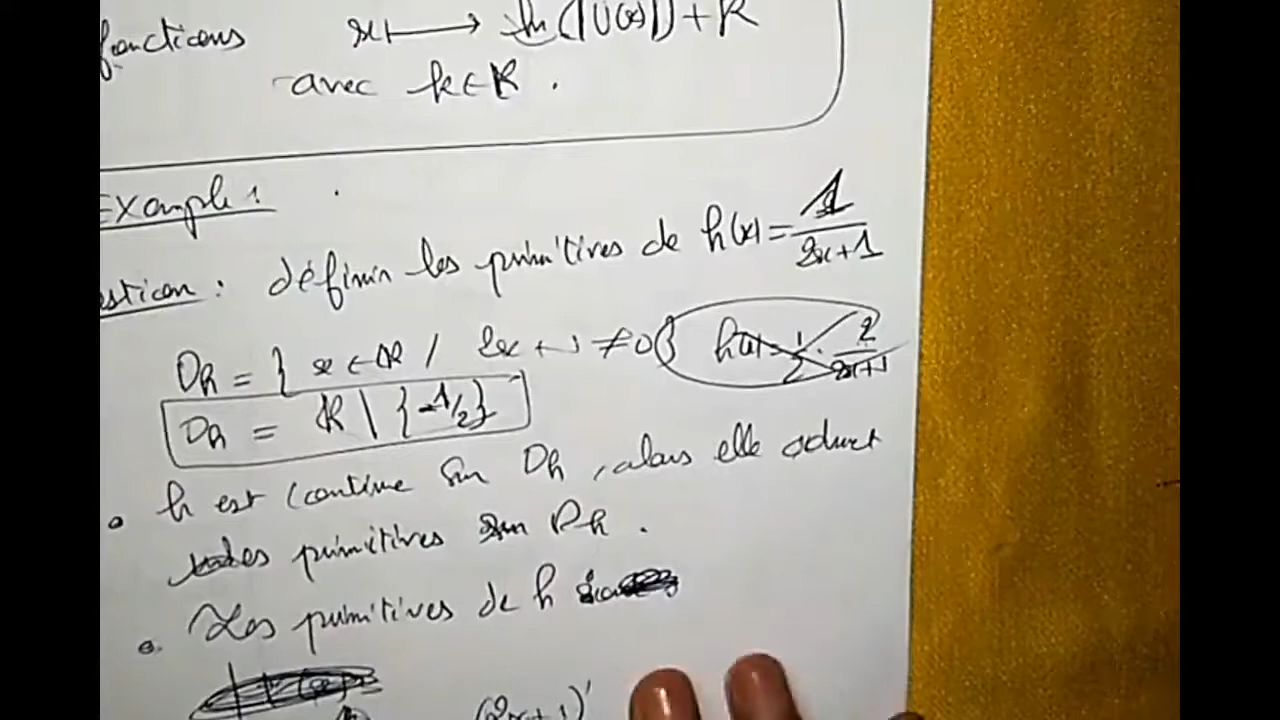 fonctions x ⟼ ln(|U(x)|) + k
avec k∈ℝ.
Example 1
estion : définir les primitives de h(x) = 1/(2x+1)
Dh = { x∈ℝ / 2x+1 ≠ 0 } h(x) = 1/2 · 2/(2x+1)
Dh = ℝ \ {-1/2}
• h est continue sur Dh, alors elle admet
des primitives sur Dh.
• Les primitives de h
(2x+1)'